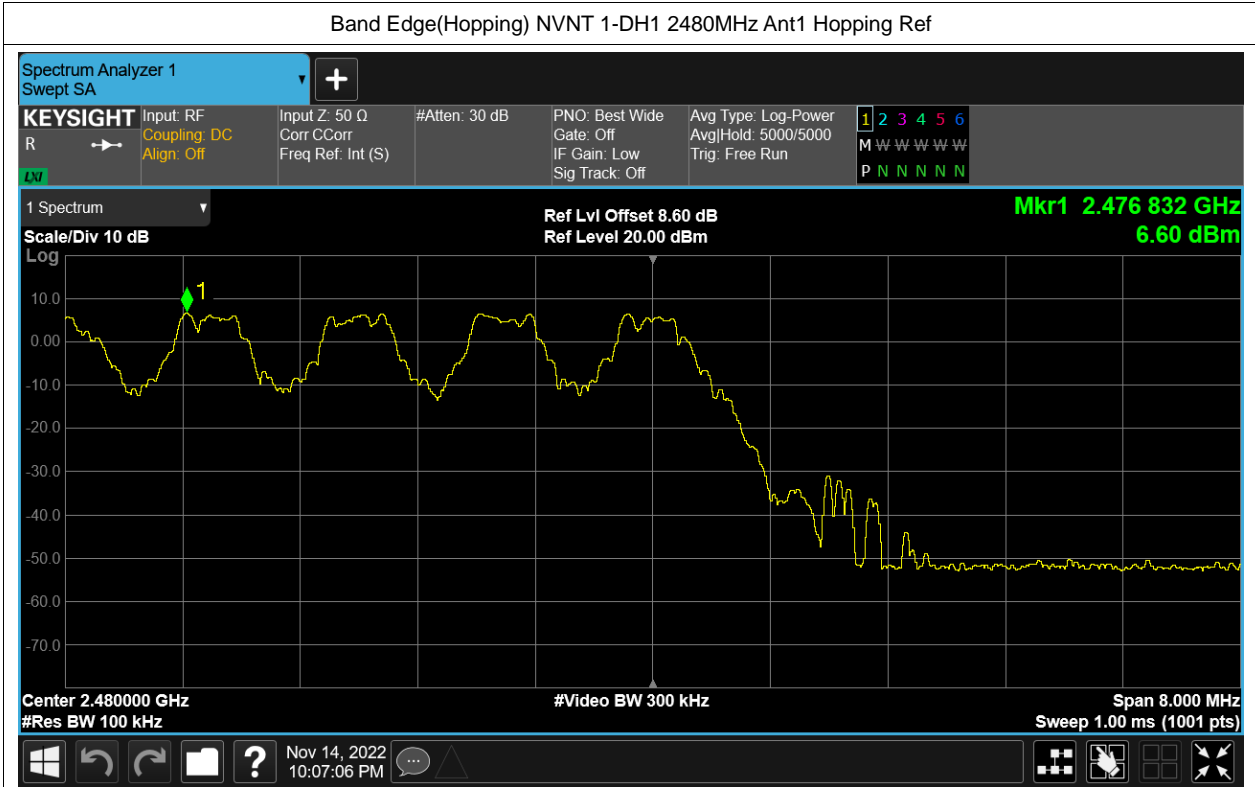 Band Edge(Hopping) NVNT 1-DH1 2480MHz Ant1 Hopping Ref
Spectrum Analyzer 1
Swept SA
KEYSIGHT
R
LXI
Input: RF
Coupling: DC
Align: Off
Input Z: 50 Ω
Corr CCorr
Freq Ref: Int (S)
#Atten: 30 dB
PNO: Best Wide
Gate: Off
IF Gain: Low
Sig Track: Off
Avg Type: Log-Power
Avg|Hold: 5000/5000
Trig: Free Run
1 2 3 4 5 6
M W W W W W
P N N N N N
1 Spectrum
Scale/Div 10 dB
Log
Ref Lvl Offset 8.60 dB
Ref Level 20.00 dBm
Mkr1 2.476 832 GHz
6.60 dBm
1
10.0
0.00
-10.0
-20.0
-30.0
-40.0
-50.0
-60.0
-70.0
Center 2.480000 GHz
#Video BW 300 kHz
Span 8.000 MHz
#Res BW 100 kHz
Sweep 1.00 ms (1001 pts)
?
Nov 14, 2022
10:07:06 PM